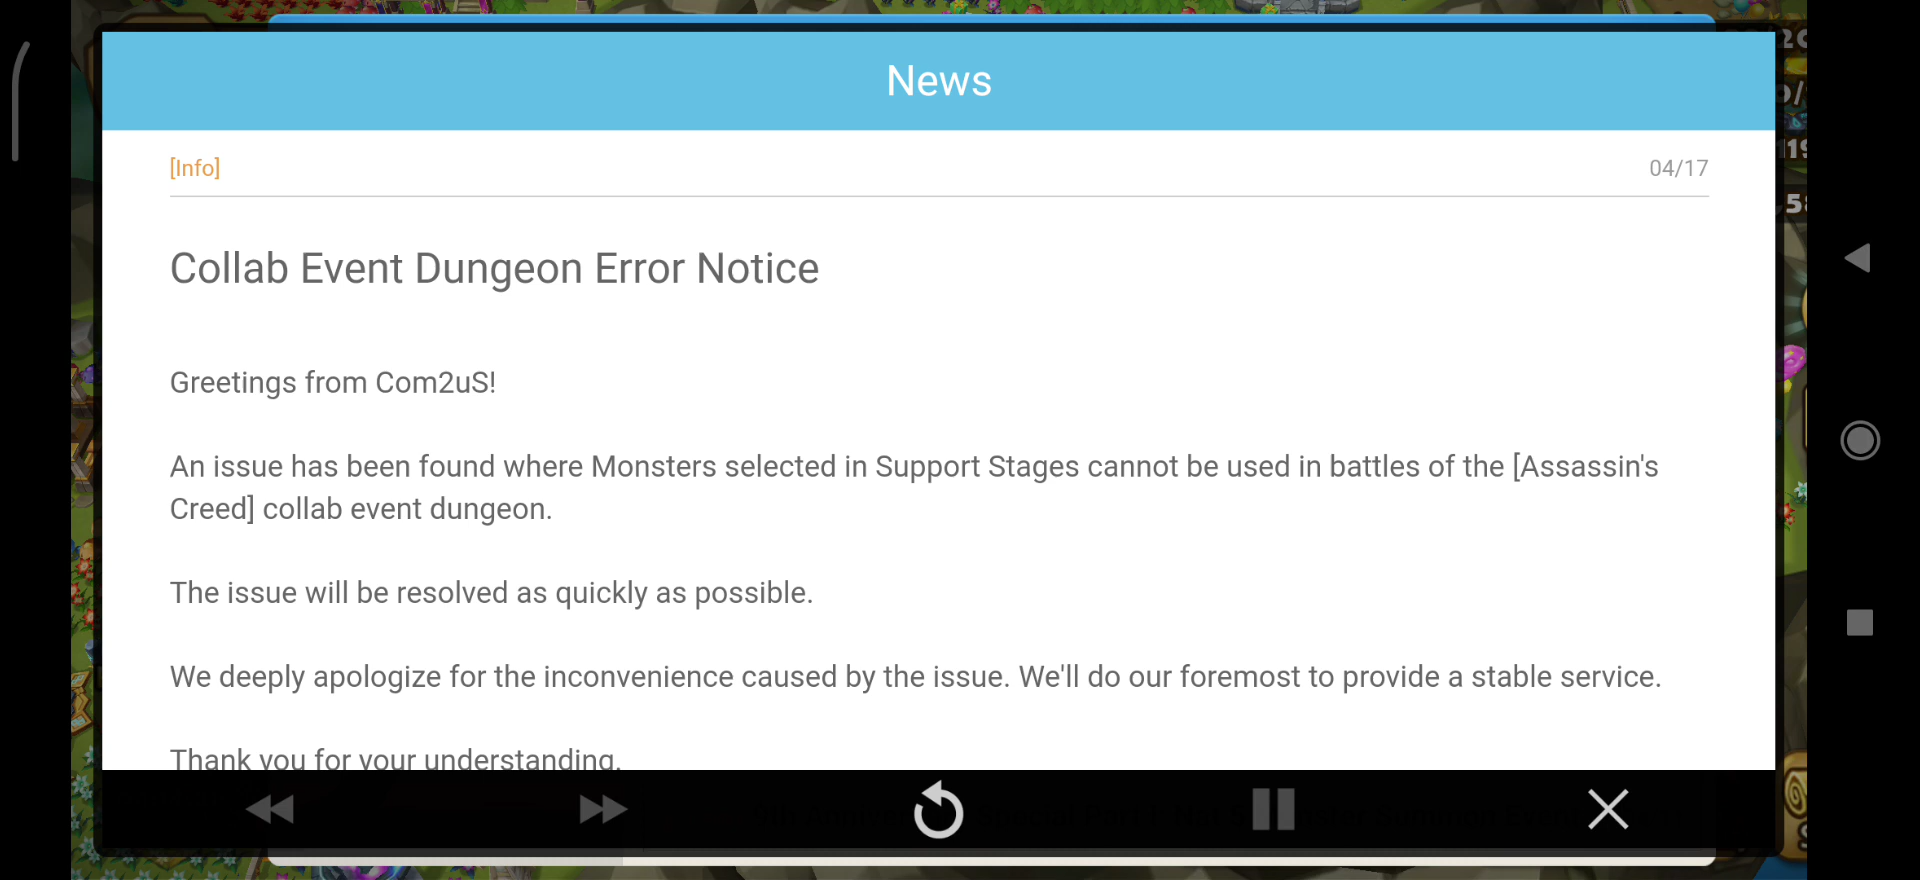 News
[Info]
04/17
Collab Event Dungeon Error Notice
Greetings from Com2uS!
An issue has been found where Monsters selected in Support Stages cannot be used in battles of the [Assassin's
Creed] collab event dungeon.
The issue will be resolved as quickly as possible.
We deeply apologize for the inconvenience caused by the issue. We'll do our foremost to provide a stable service.
Thank you for your understanding.